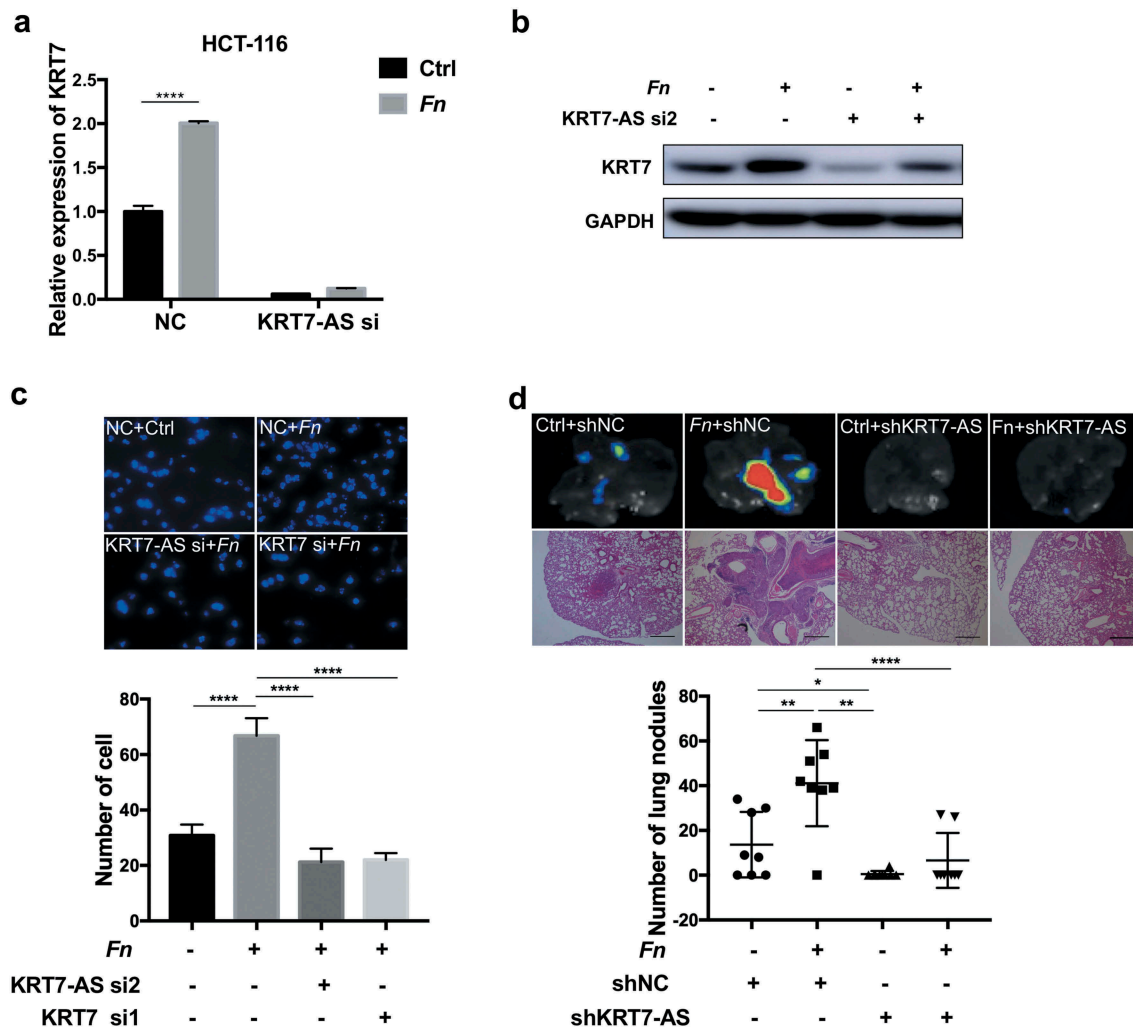 a
HCT-116
Ctrl
Fn
Relative expression of KRT7
2.5
2.0
1.5
1.0
0.5
0.0
****
NC
KRT7-AS si
b
Fn - + - +
KRT7-AS si2 - - + +
KRT7
GAPDH
c
NC+Ctrl
NC+Fn
KRT7-AS si+Fn
KRT7 si+Fn
Number of cell
80
60
40
20
0
****
****
****
Fn - + + +
KRT7-AS si2 - - + -
KRT7 si1 - - - +
d
Ctrl+shNC
Fn+shNC
Ctrl+shKRT7-AS
Fn+shKRT7-AS
Number of lung nodules
80
60
40
20
0
-20
****
*
** **
Fn - + - +
shNC + + - -
shKRT7-AS - - + +